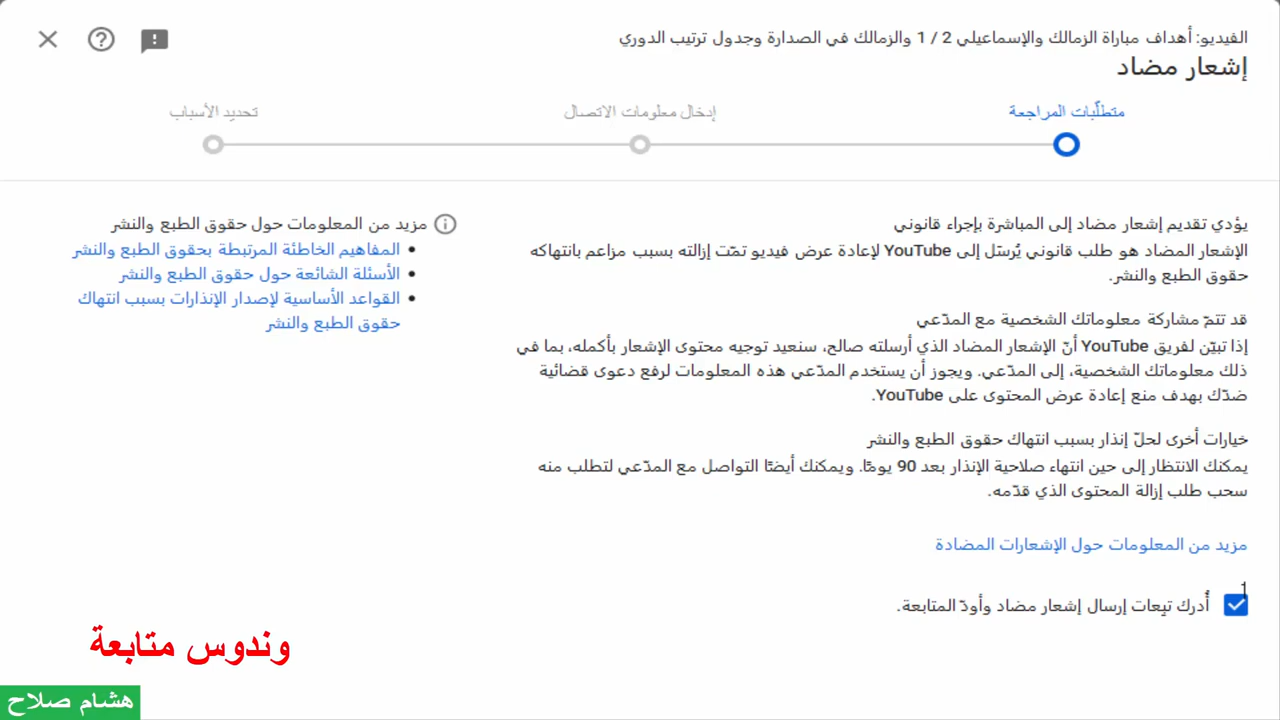 الفيديو: أهداف مباراة الزمالك والإسماعيلي 2 / 1 والزمالك في الصدارة وجدول ترتيب الدوري
إشعار مضاد
متطلّبات المراجعة
إدخال معلومات الاتصال
تحديد الأسباب
يؤدي تقديم إشعار مضاد إلى المباشرة بإجراء قانوني
الإشعار المضاد هو طلب قانوني يُرسَل إلى YouTube لإعادة عرض فيديو تمّت إزالته بسبب مزاعم بانتهاكه
حقوق الطبع والنشر.
قد تتمّ مشاركة معلوماتك الشخصية مع المدّعي
إذا تبيّن لفريق YouTube أنّ الإشعار المضاد الذي أرسلته صالح، سنعيد توجيه محتوى الإشعار بأكمله، بما في
ذلك معلوماتك الشخصية، إلى المدّعي. ويجوز أن يستخدم المدّعي هذه المعلومات لرفع دعوى قضائية
ضدّك بهدف منع إعادة عرض المحتوى على YouTube.
خيارات أخرى لحلّ إنذار بسبب انتهاك حقوق الطبع والنشر
يمكنك الانتظار إلى حين انتهاء صلاحية الإنذار بعد 90 يومًا. ويمكنك أيضًا التواصل مع المدّعي لتطلب منه
سحب طلب إزالة المحتوى الذي قدّمه.
مزيد من المعلومات حول الإشعارات المضادة
أُدرك تبِعات إرسال إشعار مضاد وأودّ المتابعة.
مزيد من المعلومات حول حقوق الطبع والنشر
• المفاهيم الخاطئة المرتبطة بحقوق الطبع والنشر
• الأسئلة الشائعة حول حقوق الطبع والنشر
• القواعد الأساسية لإصدار الإنذارات بسبب انتهاك
حقوق الطبع والنشر
وندوس متابعة
هشام صلاح